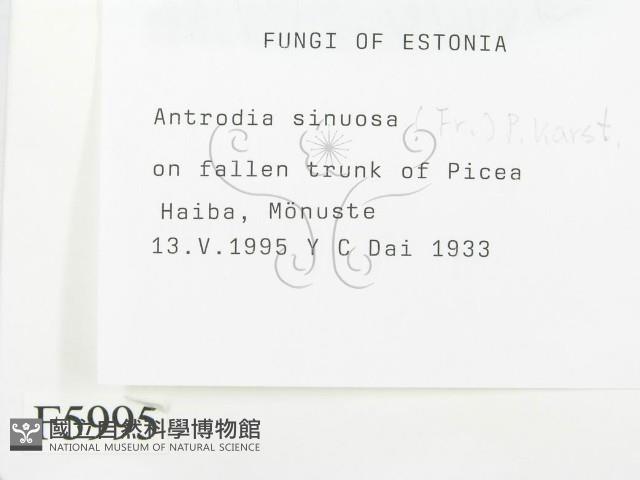 FUNGI OF ESTONIA
Antrodia sinuosa (Fr.) P. Karst.
on fallen trunk of Picea
Haiba, Mönuste
13.V.1995 Y C Dai 1933
F5995
國立自然科學博物館
NATIONAL MUSEUM OF NATURAL SCIENCE